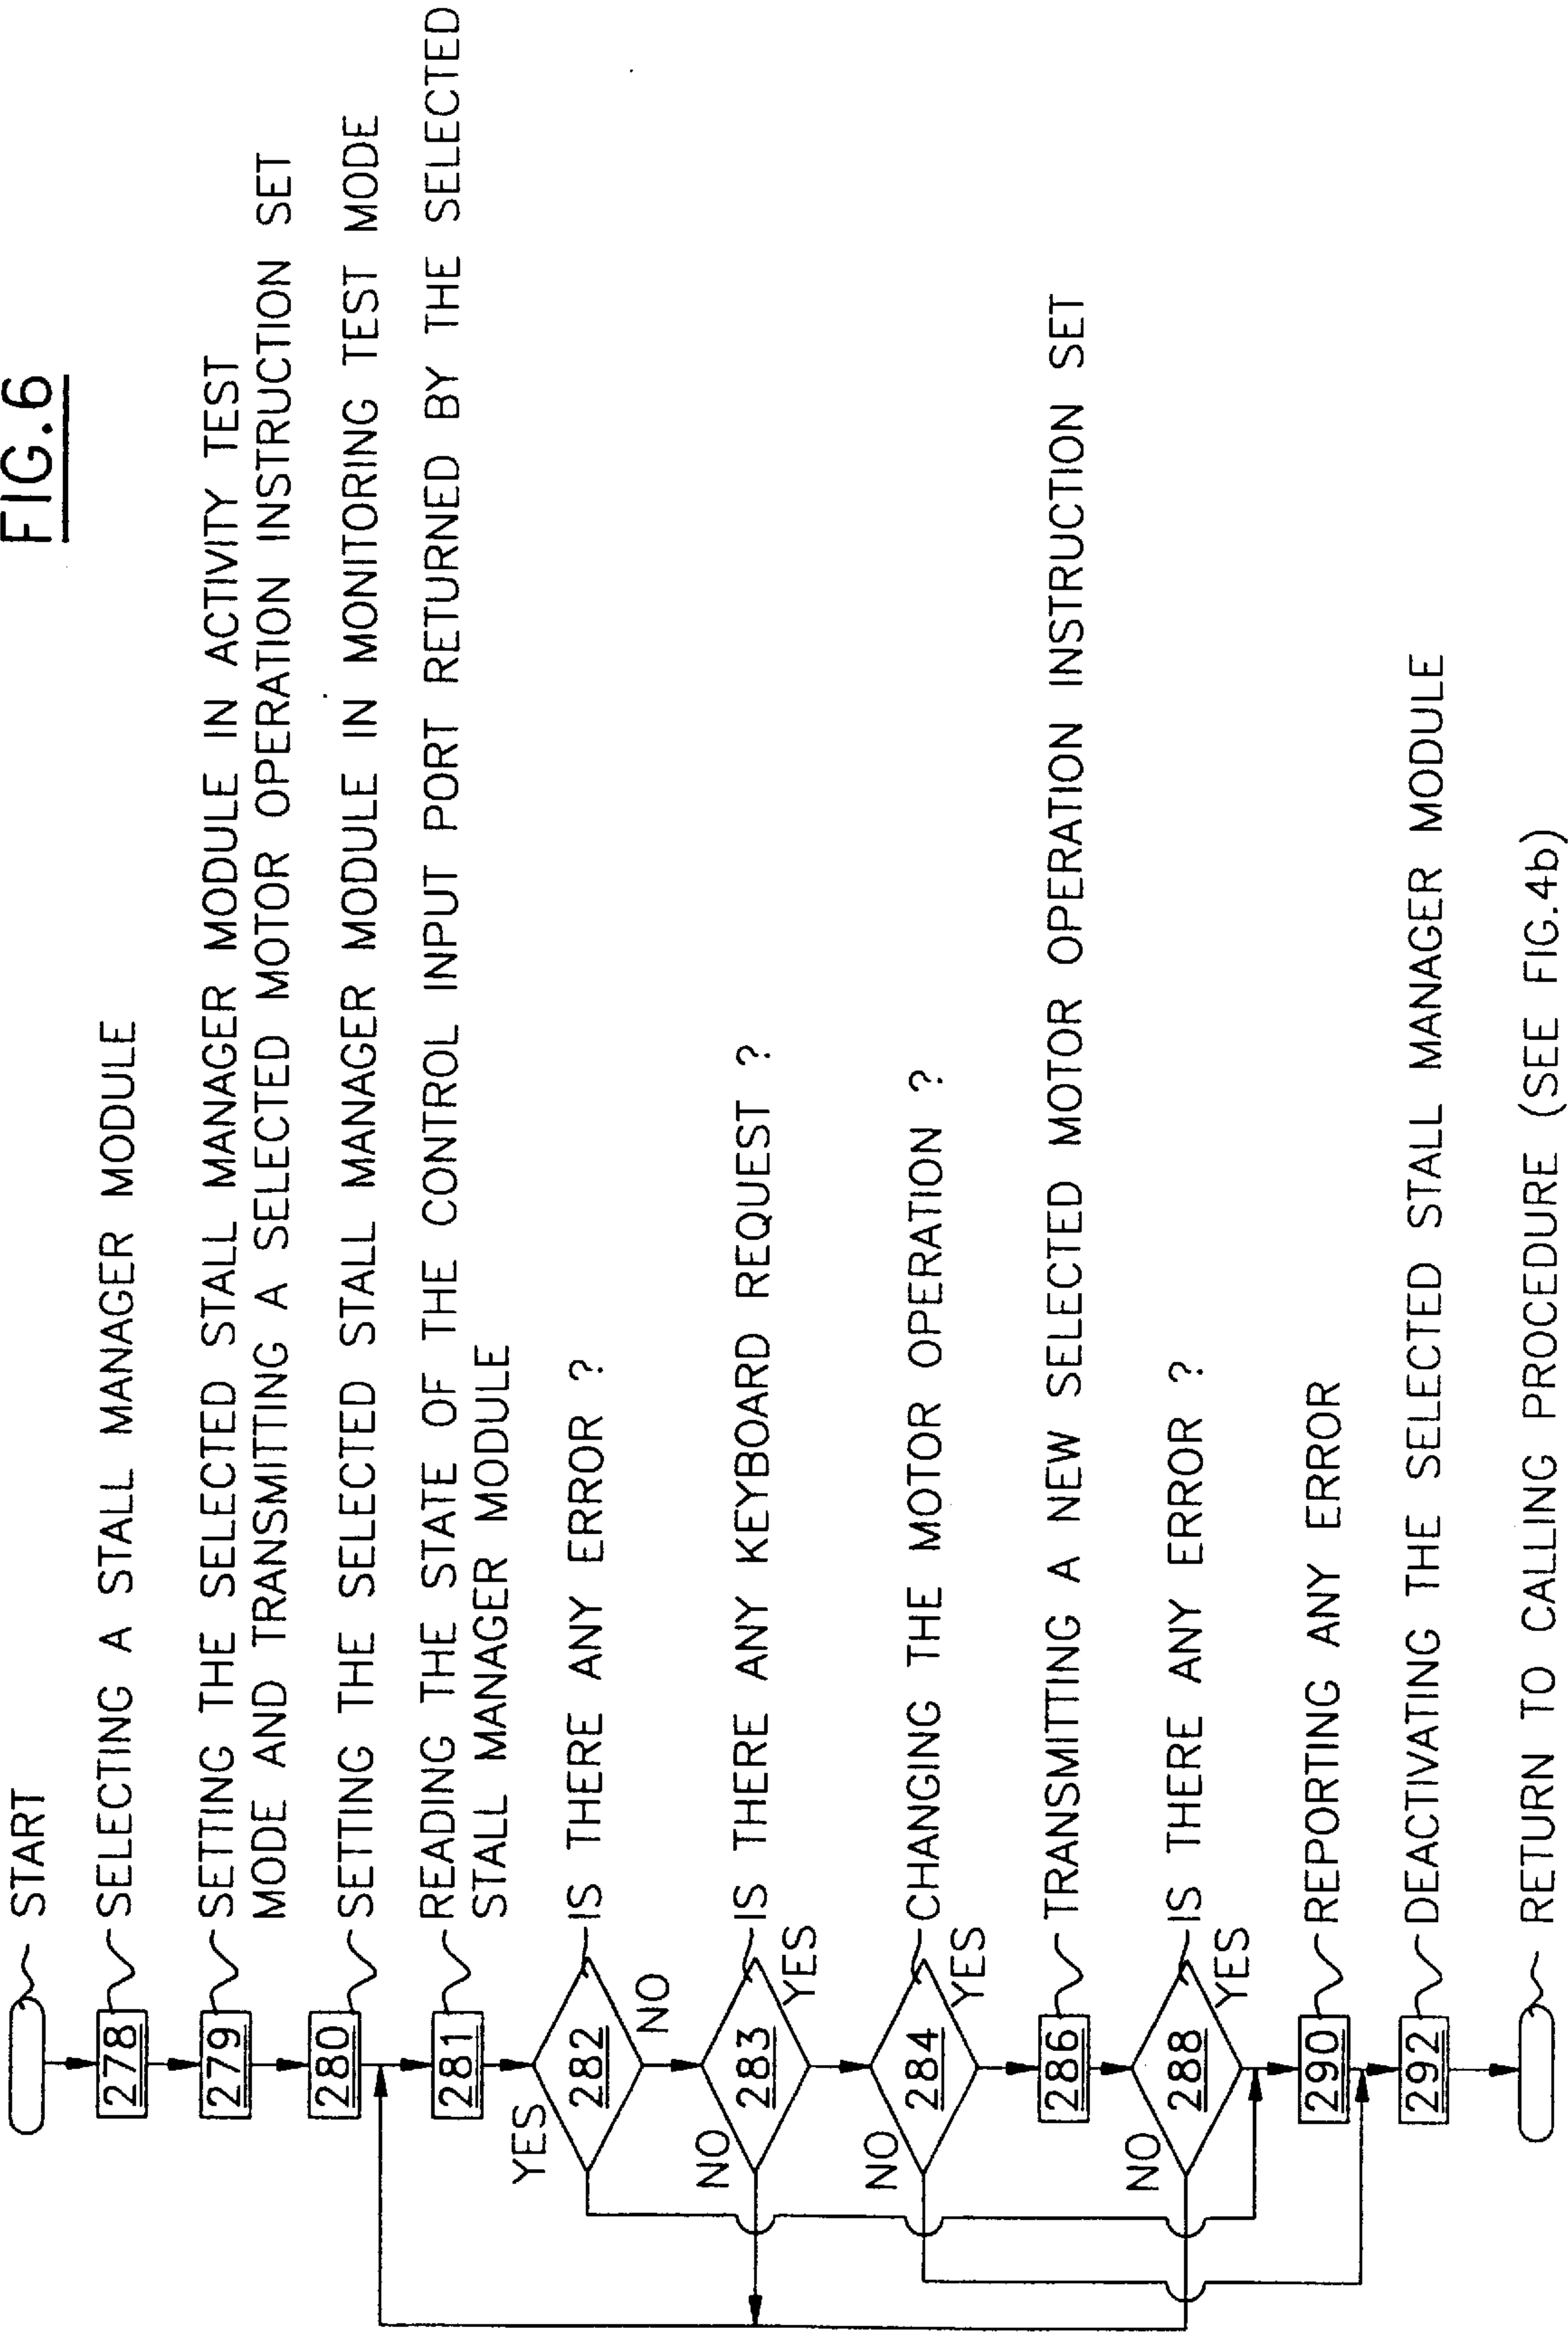 FIG.6
START
278 SELECTING A STALL MANAGER MODULE
279 SETTING THE SELECTED STALL MANAGER MODULE IN ACTIVITY TEST
MODE AND TRANSMITTING A SELECTED MOTOR OPERATION INSTRUCTION SET
280 SETTING THE SELECTED STALL MANAGER MODULE IN MONITORING TEST MODE
281 READING THE STATE OF THE CONTROL INPUT PORT RETURNED BY THE SELECTED
STALL MANAGER MODULE
YES 282 NO IS THERE ANY ERROR ?
NO 283 YES IS THERE ANY KEYBOARD REQUEST ?
NO 284 YES CHANGING THE MOTOR OPERATION ?
286 TRANSMITTING A NEW SELECTED MOTOR OPERATION INSTRUCTION SET
NO 288 YES IS THERE ANY ERROR ?
290 REPORTING ANY ERROR
292 DEACTIVATING THE SELECTED STALL MANAGER MODULE
RETURN TO CALLING PROCEDURE (SEE FIG.4b)